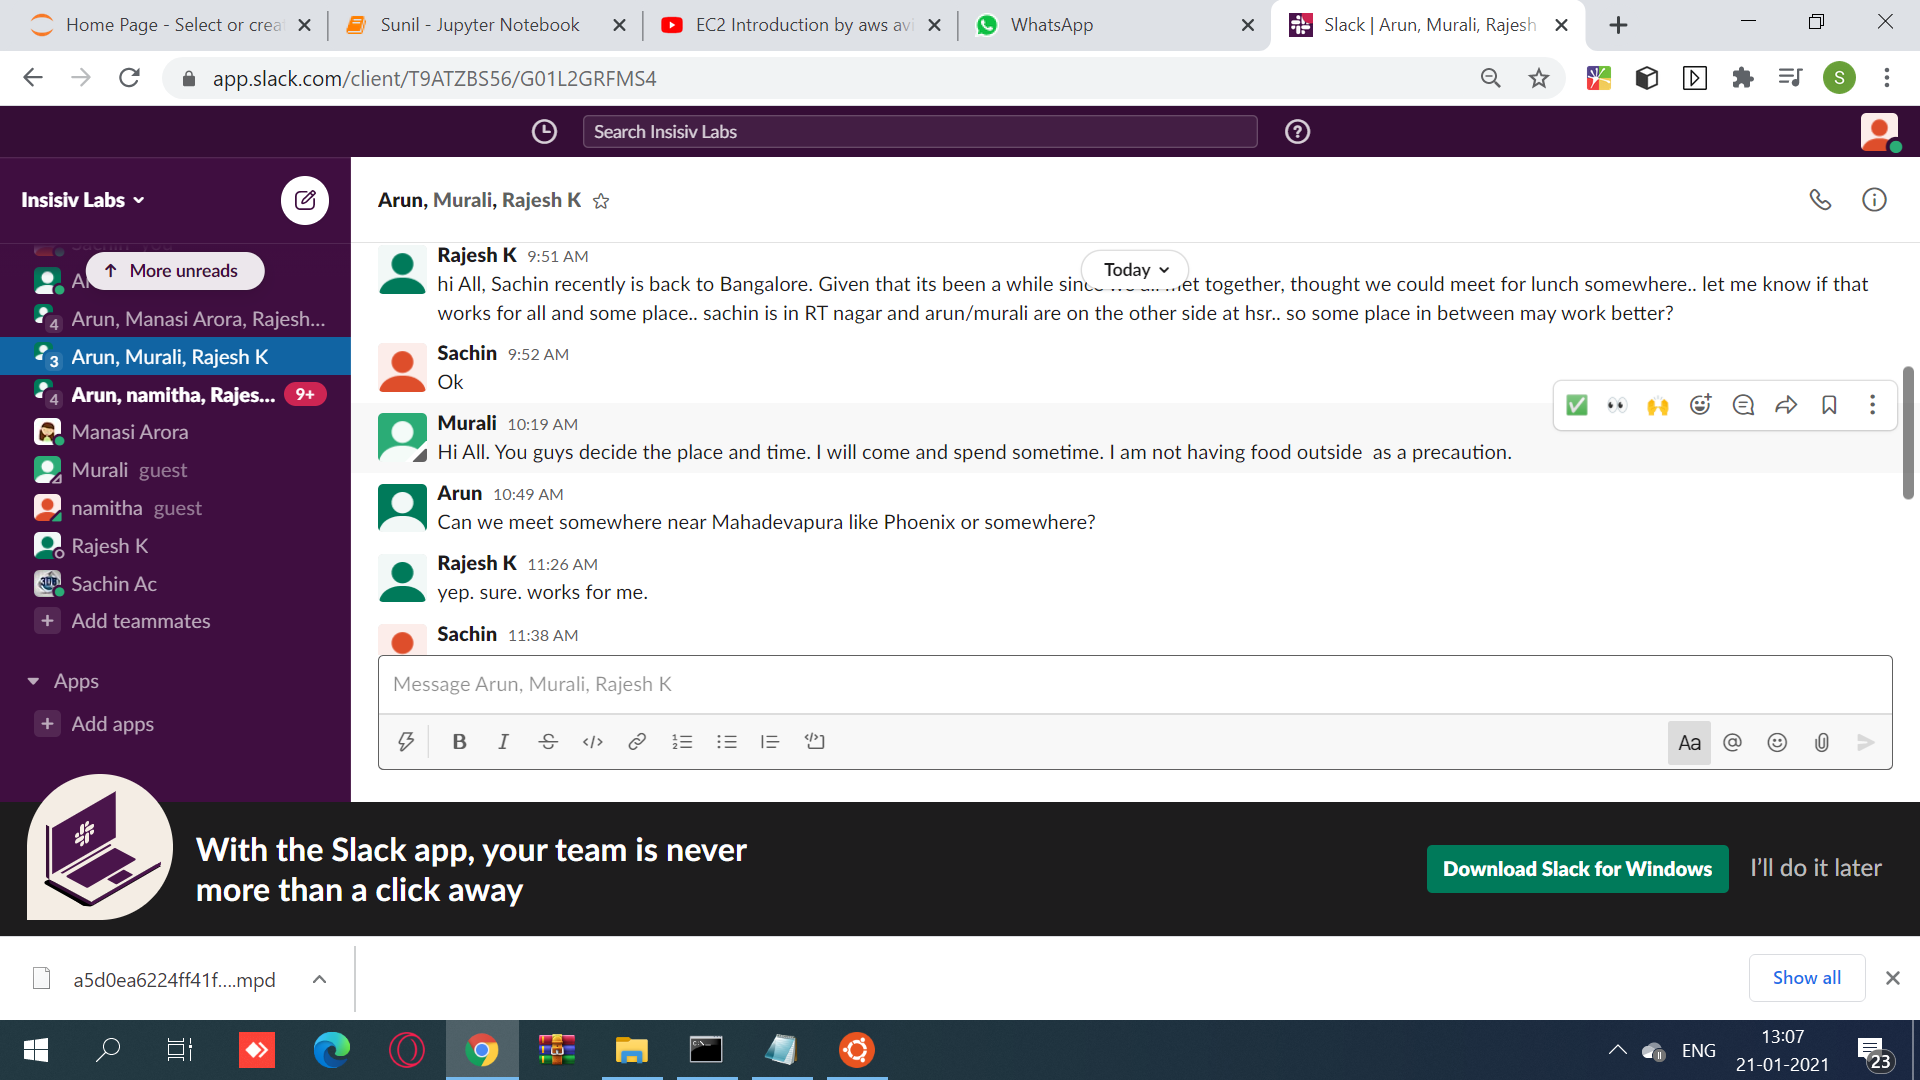 Home Page - Select or crea
Sunil - Jupyter Notebook
EC2 Introduction by aws avi
WhatsApp
Slack | Arun, Murali, Rajesh
app.slack.com/client/T9ATZBS56/G01L2GRFMS4
S
Search Insisiv Labs
Insisiv Labs
Arun, Murali, Rajesh K
More unreads
4 Arun, Manasi Arora, Rajesh...
3 Arun, Murali, Rajesh K
4 Arun, namitha, Rajes... 9+
Manasi Arora
Murali guest
namitha guest
Rajesh K
Sachin Ac
+ Add teammates
Apps
+ Add apps
Today
Rajesh K 9:51 AM
hi All, Sachin recently is back to Bangalore. Given that its been a while together, thought we could meet for lunch somewhere.. let me know if that
works for all and some place.. sachin is in RT nagar and arun/murali are on the other side at hsr.. so some place in between may work better?
Sachin 9:52 AM
Ok
Murali 10:19 AM
Hi All. You guys decide the place and time. I will come and spend sometime. I am not having food outside as a precaution.
Arun 10:49 AM
Can we meet somewhere near Mahadevapura like Phoenix or somewhere?
Rajesh K 11:26 AM
yep. sure. works for me.
Sachin 11:38 AM
Message Arun, Murali, Rajesh K
B I Aa @
With the Slack app, your team is never
more than a click away
Download Slack for Windows
I'll do it later
a5d0ea6224ff41f....mpd
Show all
ENG
13:07
21-01-2021
23